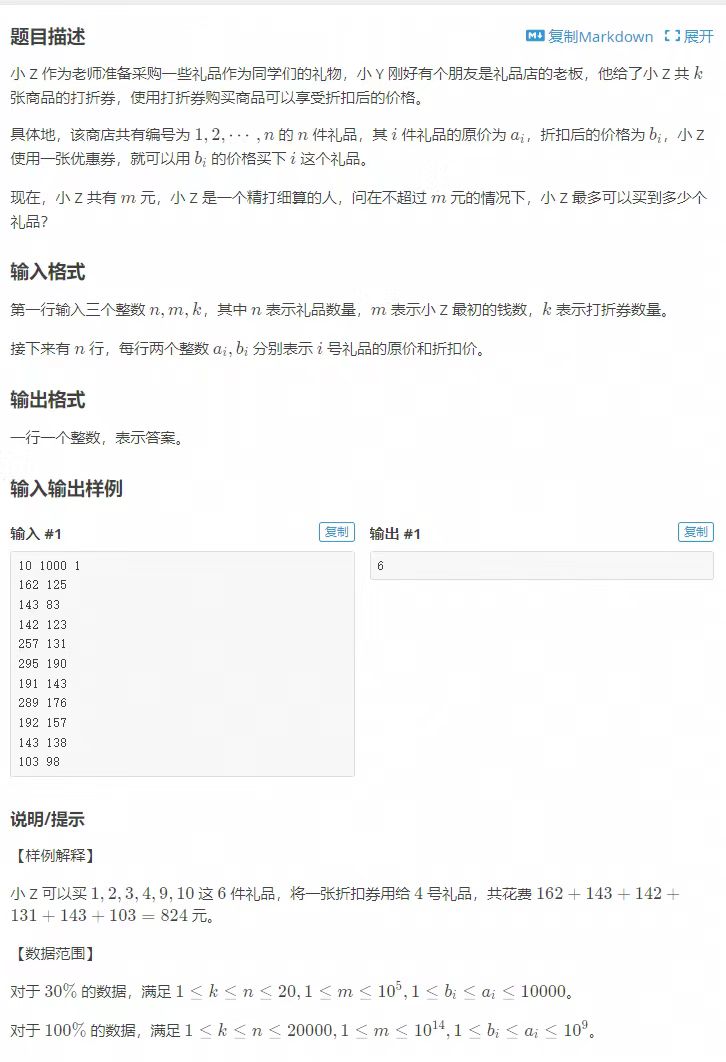 题目描述
复制Markdown 展开
小 Z 作为老师准备采购一些礼品作为同学们的礼物，小 Y 刚好有个朋友是礼品店的老板，他给了小 Z 共 k
张商品的打折券，使用打折券购买商品可以享受折扣后的价格。
具体地，该商店共有编号为 1, 2, ⋯ , n 的 n 件礼品，其 i 件礼品的原价为 a_i，折扣后的价格为 b_i，小 Z
使用一张优惠券，就可以用 b_i 的价格买下 i 这个礼品。
现在，小 Z 共有 m 元，小 Z 是一个精打细算的人，问在不超过 m 元的情况下，小 Z 最多可以买到多少个
礼品？
输入格式
第一行输入三个整数 n, m, k，其中 n 表示礼品数量，m 表示小 Z 最初的钱数，k 表示打折券数量。
接下来有 n 行，每行两个整数 a_i, b_i 分别表示 i 号礼品的原价和折扣价。
输出格式
一行一个整数，表示答案。
输入输出样例
输入 #1
复制
10 1000 1
162 125
143 83
142 123
257 131
295 190
191 143
289 176
192 157
143 138
103 98
输出 #1
复制
6
说明/提示
【样例解释】
小 Z 可以买 1, 2, 3, 4, 9, 10 这 6 件礼品，将一张折扣券用给 4 号礼品，共花费 162 + 143 + 142 +
131 + 143 + 103 = 824 元。
【数据范围】
对于 30% 的数据，满足 1 ≤ k ≤ n ≤ 20, 1 ≤ m ≤ 10^5, 1 ≤ b_i ≤ a_i ≤ 10000。
对于 100% 的数据，满足 1 ≤ k ≤ n ≤ 20000, 1 ≤ m ≤ 10^14, 1 ≤ b_i ≤ a_i ≤ 10^9。